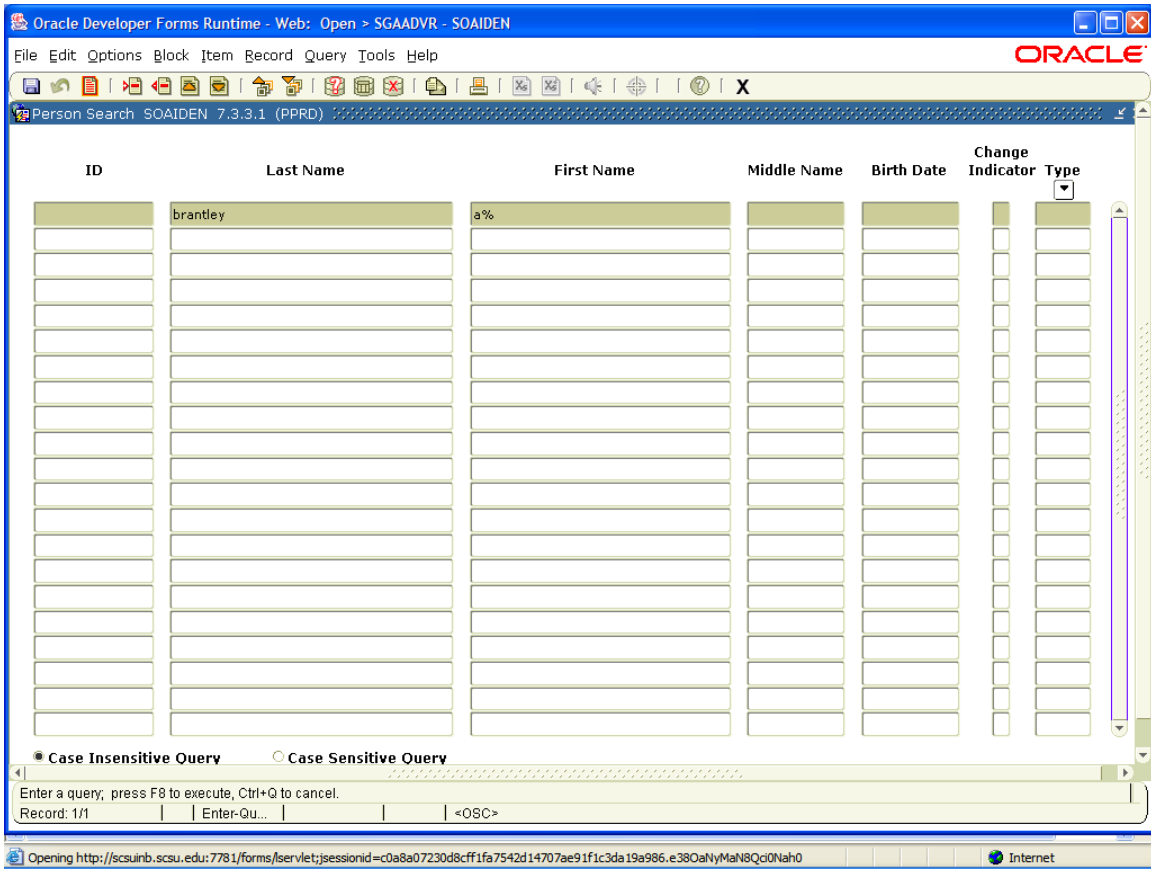 Oracle Developer Forms Runtime - Web: Open > SGAADVR - SOAIDEN
File Edit Options Block Item Record Query Tools Help
ORACLE
X
Person Search SOAIDEN 7.3.3.1 (PPRD)
ID Last Name First Name Middle Name Birth Date Change Indicator Type
brantley a%
Case Insensitive Query Case Sensitive Query
Enter a query; press F8 to execute, Ctrl+Q to cancel.
Record: 1/1 Enter-Qu... <OSC>
Opening http://scsuinb.scsu.edu:7781/forms/lservlet;jsessionid=c0a8a07230d8cff1fa7542d14707ae91f1c3da19a986.e38OaNyMaN8Qci0Nah0 Internet